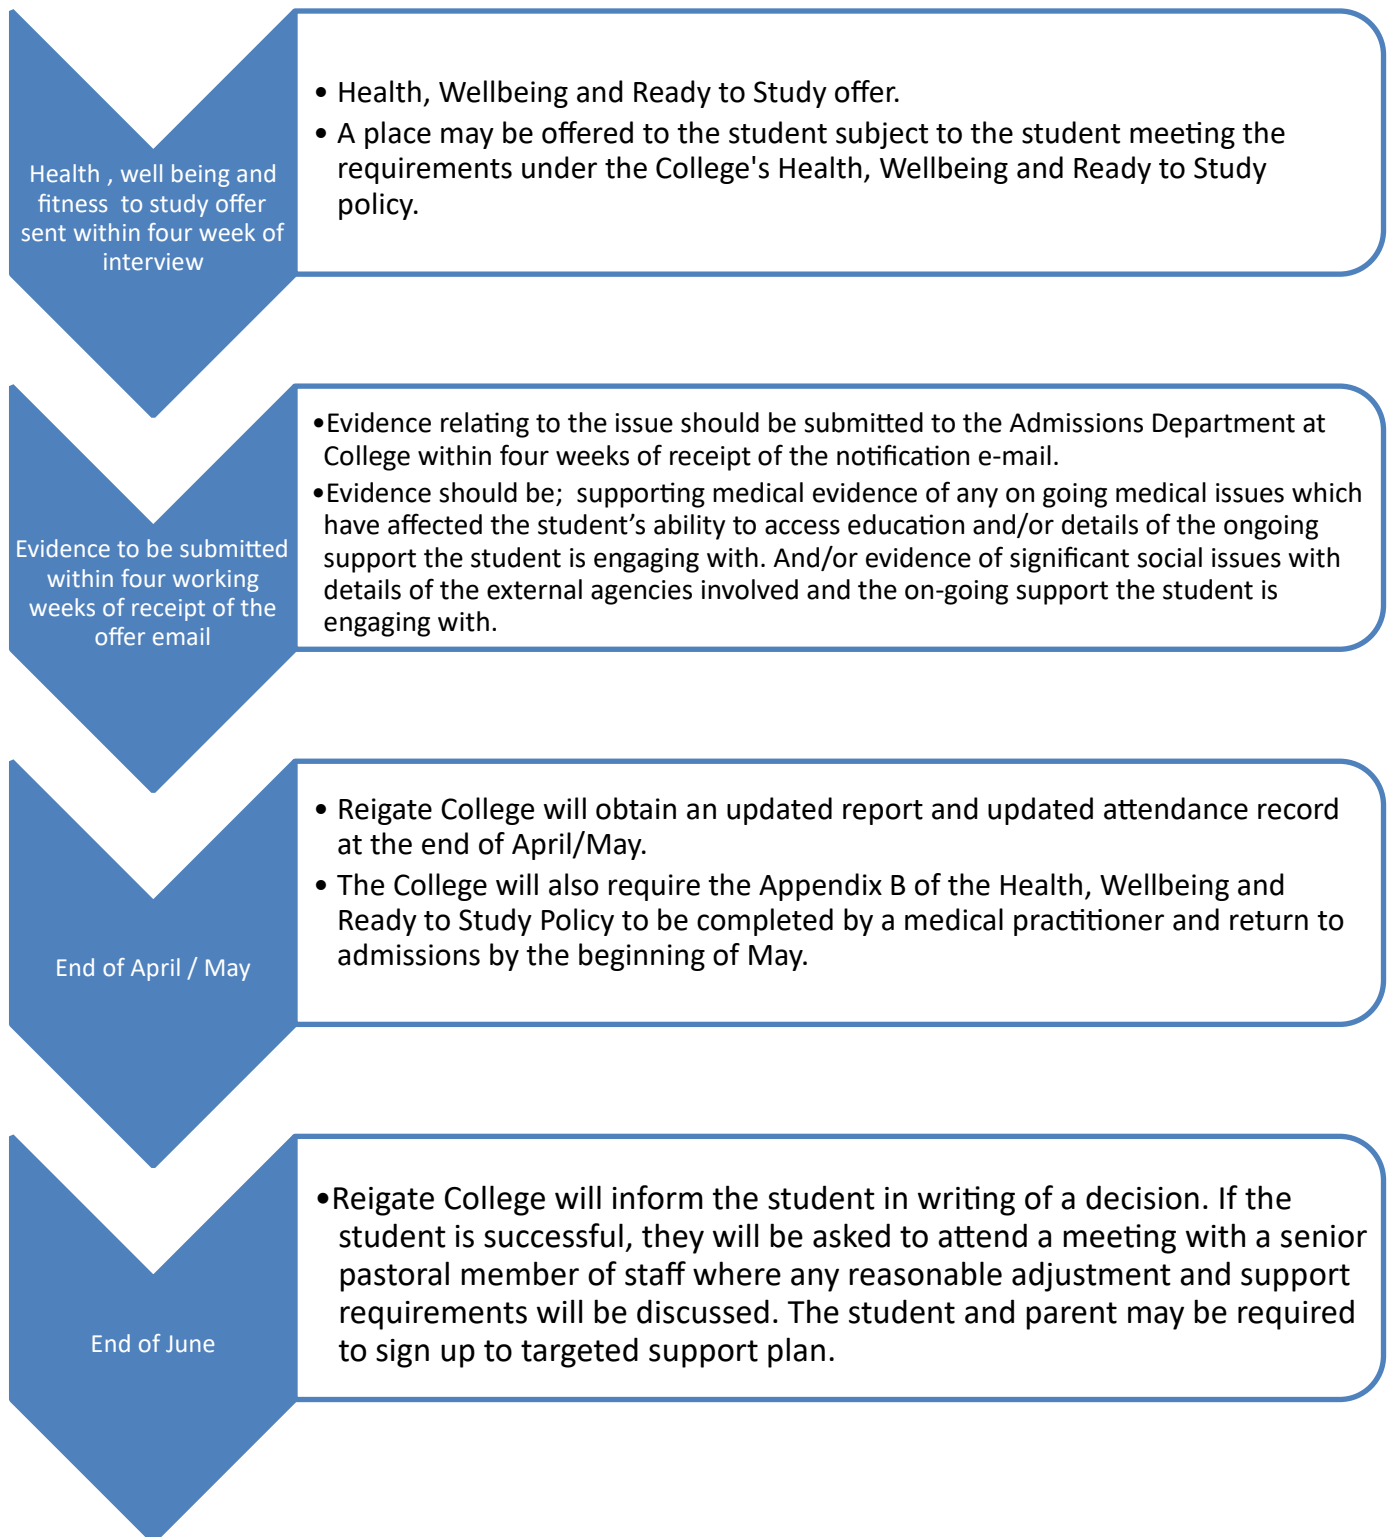 Health , well being and
fitness  to study offer
sent within four week of
interview
• Health, Wellbeing and Ready to Study offer.
• A place may be offered to the student subject to the student meeting the
requirements under the College's Health, Wellbeing and Ready to Study
policy.
Evidence to be submitted
within four working
weeks of receipt of the
offer email
•Evidence relating to the issue should be submitted to the Admissions Department at
College within four weeks of receipt of the notification e-mail.
•Evidence should be;  supporting medical evidence of any on going medical issues which
have affected the student’s ability to access education and/or details of the ongoing
support the student is engaging with. And/or evidence of significant social issues with
details of the external agencies involved and the on-going support the student is
engaging with.
End of April / May
• Reigate College will obtain an updated report and updated attendance record
at the end of April/May.
• The College will also require the Appendix B of the Health, Wellbeing and
Ready to Study Policy to be completed by a medical practitioner and return to
admissions by the beginning of May.
End of June
•Reigate College will inform the student in writing of a decision. If the
student is successful, they will be asked to attend a meeting with a senior
pastoral member of staff where any reasonable adjustment and support
requirements will be discussed. The student and parent may be required
to sign up to targeted support plan.